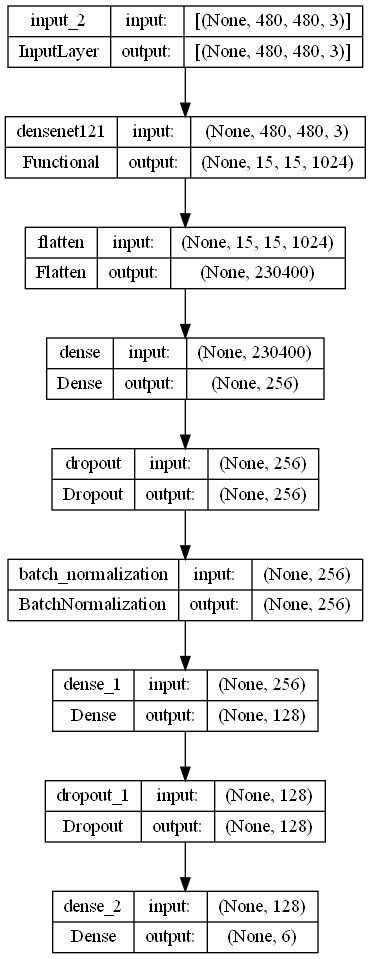 input_2 input: [(None, 480, 480, 3)]
InputLayer output: [(None, 480, 480, 3)]
densenet121 input: (None, 480, 480, 3)
Functional output: (None, 15, 15, 1024)
flatten input: (None, 15, 15, 1024)
Flatten output: (None, 230400)
dense input: (None, 230400)
Dense output: (None, 256)
dropout input: (None, 256)
Dropout output: (None, 256)
batch_normalization input: (None, 256)
BatchNormalization output: (None, 256)
dense_1 input: (None, 256)
Dense output: (None, 128)
dropout_1 input: (None, 128)
Dropout output: (None, 128)
dense_2 input: (None, 128)
Dense output: (None, 6)